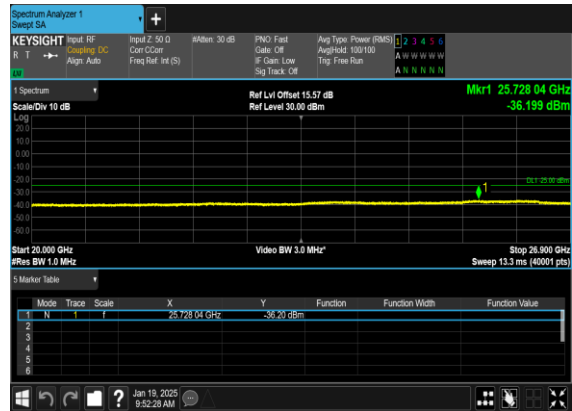 Spectrum Analyzer 1
Swept SA
+
KEYSIGHT Input: RF Input Z: 50 Ω #Atten: 30 dB PNO: Fast Avg Type: Power (RMS) 1 2 3 4 5 6
R T Coupling: DC Corr CCorr Gate: Off Avg|Hold: 100/100 A W W W W W
Align: Auto Freq Ref: Int (S) IF Gain: Low Trig: Free Run
Sig Track: Off A N N N N N
1 Spectrum Ref Lvl Offset 15.57 dB Mkr1 25.728 04 GHz
Scale/Div 10 dB Ref Level 30.00 dBm -36.199 dBm
Log
20.0
10.0
0.00
-10.0
-20.0
DL1 -25.00 dBm
-30.0
1
-40.0
-50.0
-60.0
Start 20.000 GHz Video BW 3.0 MHz* Stop 26.900 GHz
#Res BW 1.0 MHz Sweep 13.3 ms (40001 pts)
5 Marker Table
Mode Trace Scale X Y Function Function Width Function Value
1 N 1 f 25.728 04 GHz -36.20 dBm
2
3
4
5
6
? Jan 19, 2025
9:52:28 AM